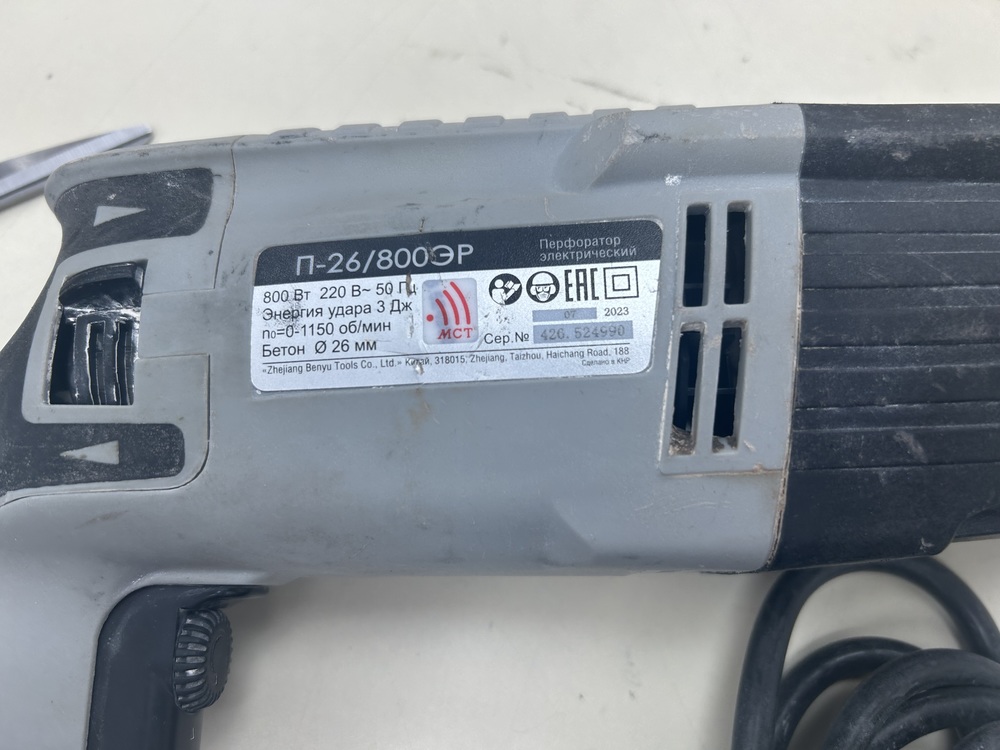 П-26/800ЭР
Перфоратор
электрический
800 Вт 220 В~ 50 Гц
Энергия удара 3 Дж
n₀=0-1150 об/мин
Бетон Ø 26 мм
МСТ
ЕАС
07 2023
Сер.№ 426.524990
«Zhejiang Benyu Tools Co., Ltd.» Китай, 318015, Zhejiang, Taizhou, Haichang Road, 188
Сделано в КНР